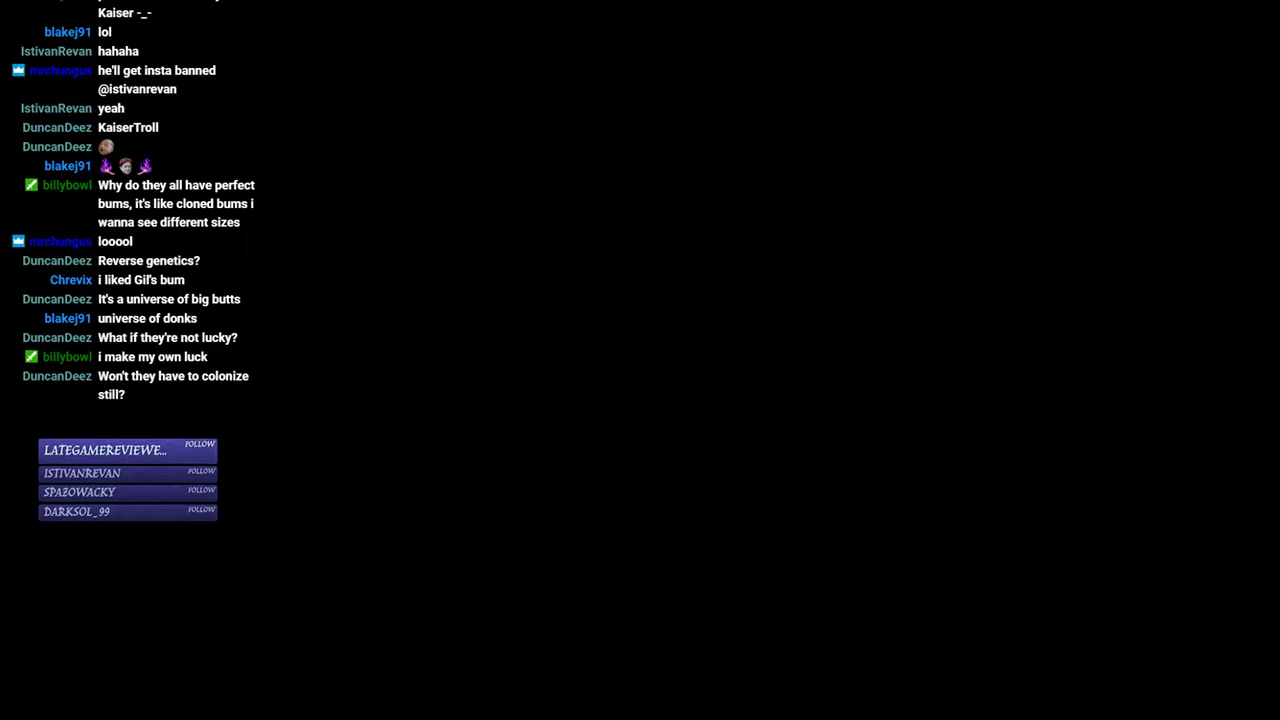 Kaiser -_-
blakej91 lol
IstivanRevan hahaha
mrchungus he'll get insta banned
@istivanrevan
IstivanRevan yeah
DuncanDeez KaiserTroll
DuncanDeez
blakej91
billybowl Why do they all have perfect
bums, it's like cloned bums i
wanna see different sizes
mrchungus looool
DuncanDeez Reverse genetics?
Chrevix i liked Gil's bum
DuncanDeez It's a universe of big butts
blakej91 universe of donks
DuncanDeez What if they're not lucky?
billybowl i make my own luck
DuncanDeez Won't they have to colonize
still?
LATEGAMEREVIEWE... FOLLOW
ISTIVANREVAN FOLLOW
SPAZOWACKY FOLLOW
DARKSOL_99 FOLLOW